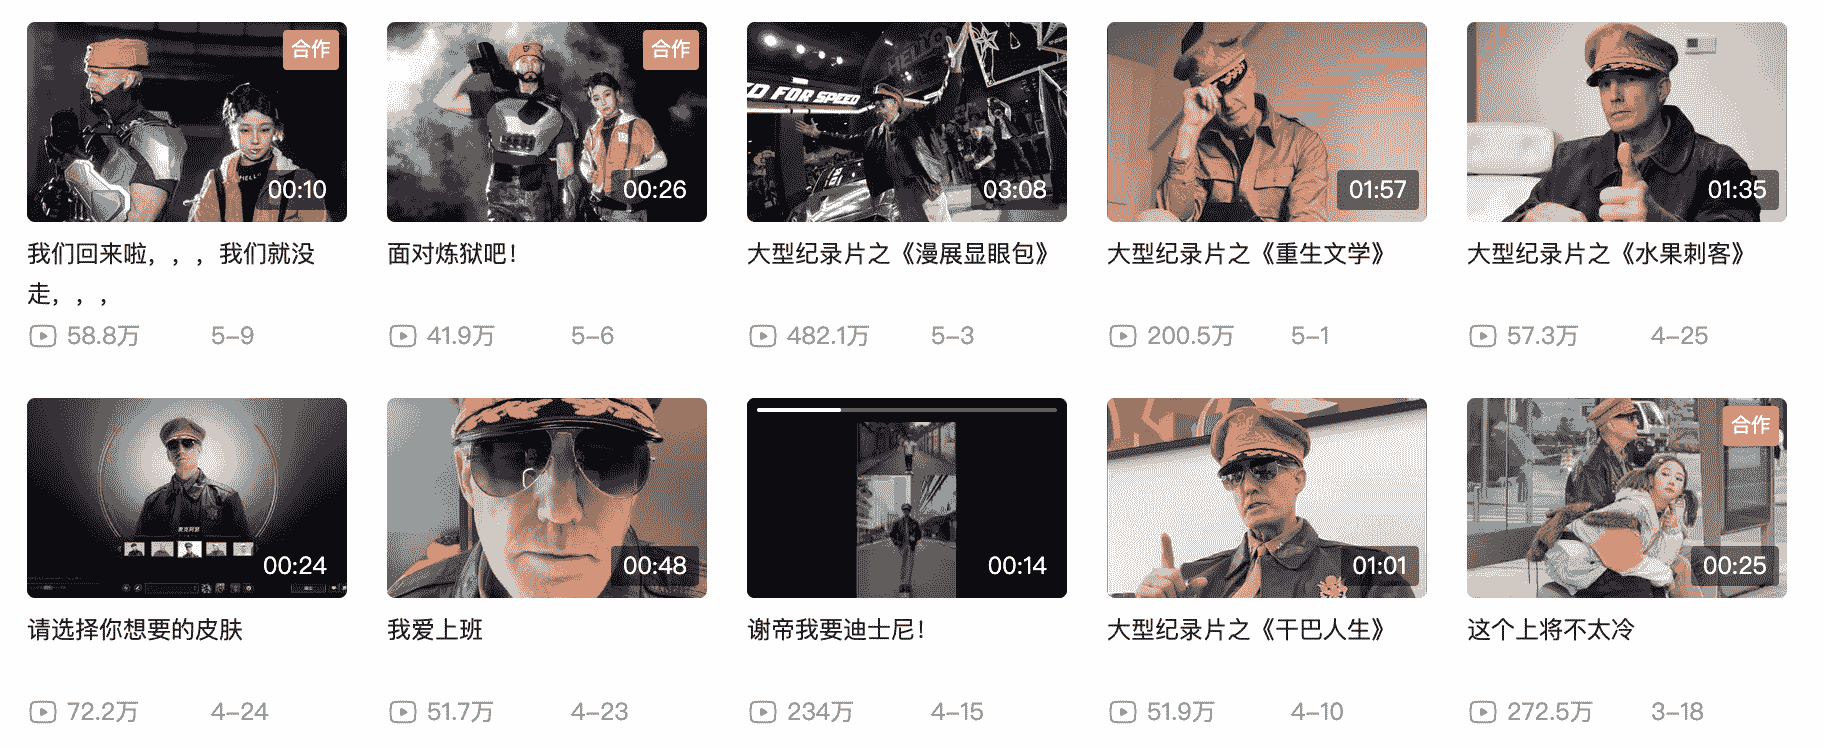 合作
HELLO
00:10
我们回来啦，，，我们就没
走，，，
58.8万 5-9
合作
00:26
面对炼狱吧！
41.9万 5-6
HELLO
D FOR SPEED
03:08
大型纪录片之《漫展显眼包》
482.1万 5-3
01:57
大型纪录片之《重生文学》
200.5万 5-1
01:35
大型纪录片之《水果刺客》
57.3万 4-25
00:24
请选择你想要的皮肤
72.2万 4-24
00:48
我爱上班
51.7万 4-23
00:14
谢帝我要迪士尼！
234万 4-15
01:01
大型纪录片之《干巴人生》
51.9万 4-10
合作
00:25
这个上将不太冷
272.5万 3-18